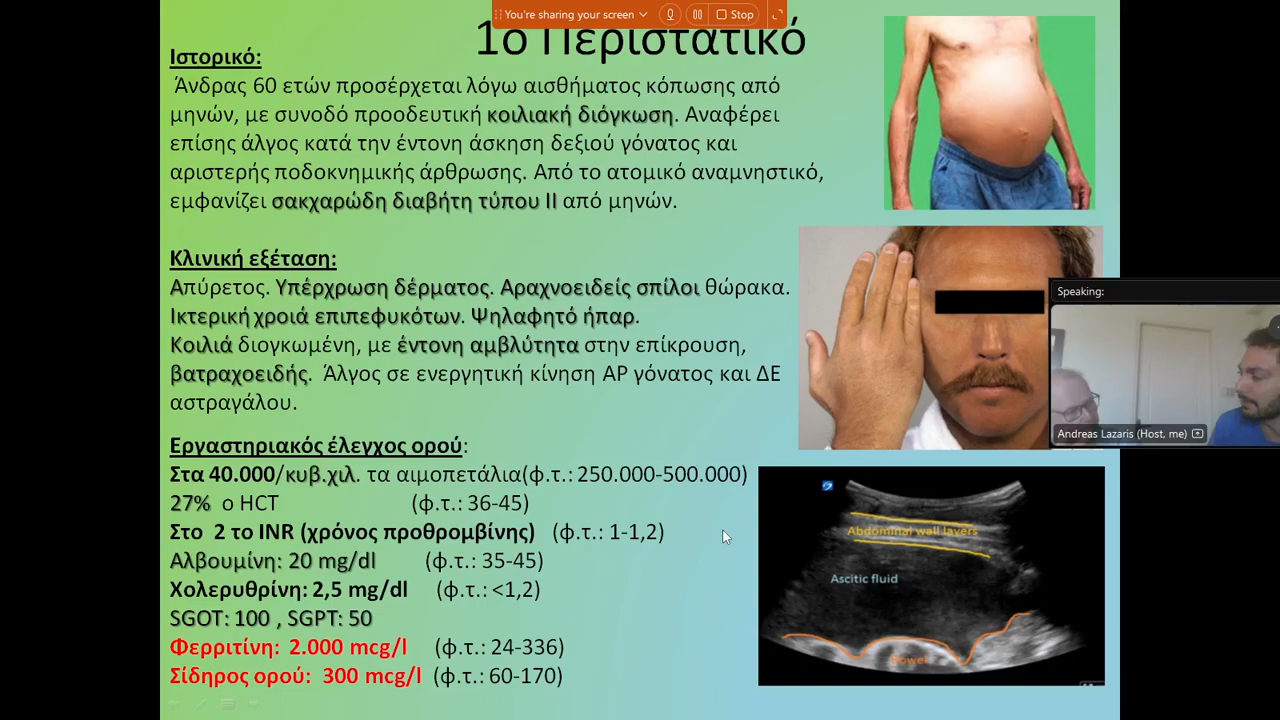 You're sharing your screen
Stop
1ο Περιστατικό
Ιστορικό:
Άνδρας 60 ετών προσέρχεται λόγω αισθήματος κόπωσης από
μηνών, με συνοδό προοδευτική κοιλιακή διόγκωση. Αναφέρει
επίσης άλγος κατά την έντονη άσκηση δεξιού γόνατος και
αριστερής ποδοκνημικής άρθρωσης. Από το ατομικό αναμνηστικό,
εμφανίζει σακχαρώδη διαβήτη τύπου ΙΙ από μηνών.
Κλινική εξέταση:
Απύρετος. Υπέρχρωση δέρματος. Αραχνοειδείς σπίλοι θώρακα.
Ικτερική χροιά επιπεφυκότων. Ψηλαφητό ήπαρ.
Κοιλιά διογκωμένη, με έντονη αμβλύτητα στην επίκρουση,
βατραχοειδής. Άλγος σε ενεργητική κίνηση ΑΡ γόνατος και ΔΕ
αστραγάλου.
Εργαστηριακός έλεγχος ορού:
Στα 40.000/κυβ.χιλ. τα αιμοπετάλια(φ.τ.: 250.000-500.000)
27% ο HCT (φ.τ.: 36-45)
Στο 2 το INR (χρόνος προθρομβίνης) (φ.τ.: 1-1,2)
Αλβουμίνη: 20 mg/dl (φ.τ.: 35-45)
Χολερυθρίνη: 2,5 mg/dl (φ.τ.: <1,2)
SGOT: 100 , SGPT: 50
Φερριτίνη: 2.000 mcg/l (φ.τ.: 24-336)
Σίδηρος ορού: 300 mcg/l (φ.τ.: 60-170)
Speaking:
Andreas Lazaris (Host, me)
Abdominal wall layers
Ascitic fluid
Bowel